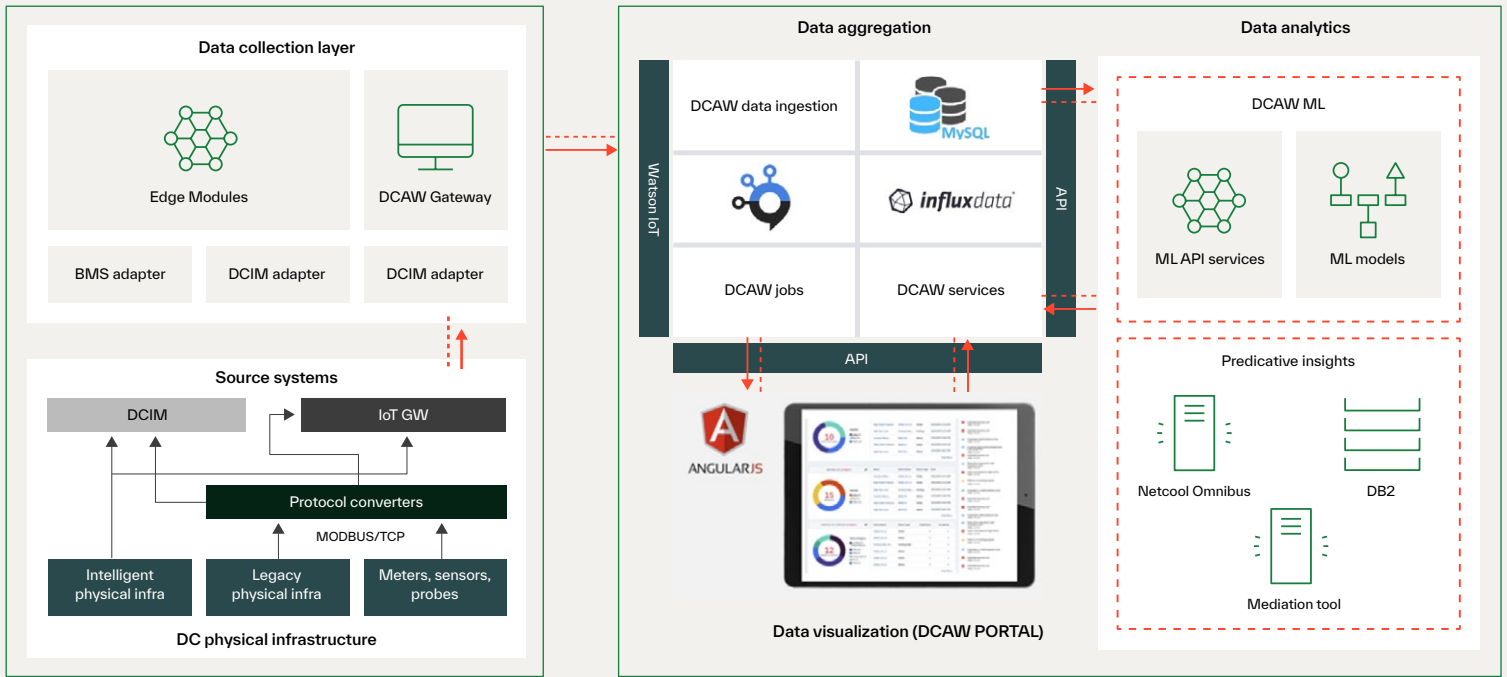 Data collection layer
Edge Modules
DCAW Gateway
BMS adapter
DCIM adapter
DCIM adapter
Source systems
DCIM
IoT GW
Protocol converters
MODBUS/TCP
Intelligent
physical infra
Legacy
physical infra
Meters, sensors,
probes
DC physical infrastructure
Data aggregation
Watson IoT
DCAW data ingestion
MySQL
influxdata
DCAW jobs
DCAW services
API
API
ANGULARJS
10
15
12
Data visualization (DCAW PORTAL)
Data analytics
DCAW ML
ML API services
ML models
Predicative insights
Netcool Omnibus
DB2
Mediation tool